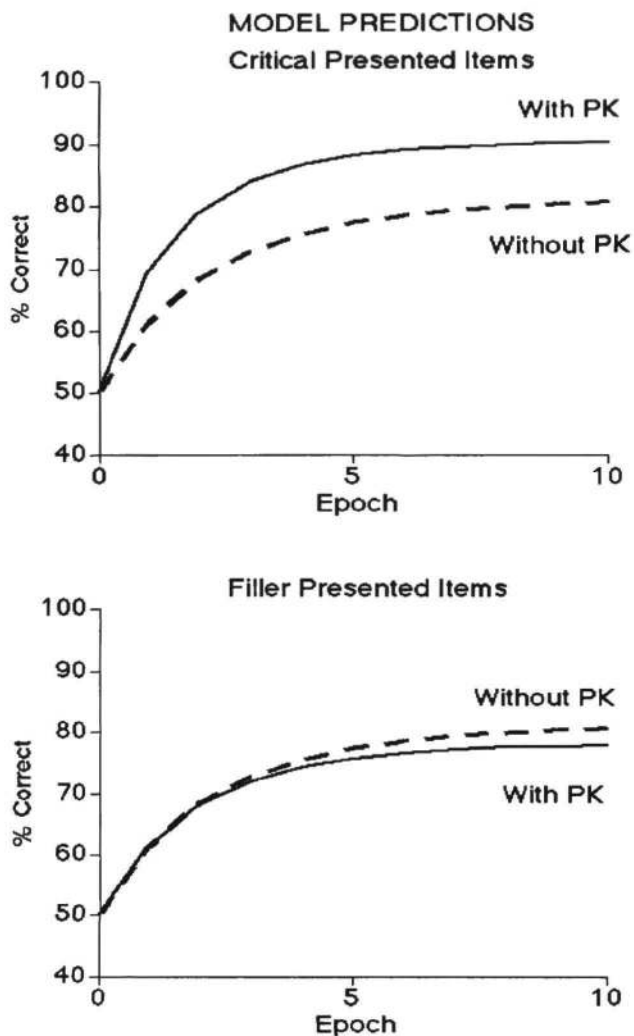 MODEL PREDICTIONS
Critical Presented Items
100
With PK
90
80
Without PK
70
60
50
40
0
5
10
% Correct
Epoch
Filler Presented Items
100
90
Without PK
80
70
With PK
60
50
40
0
5
10
% Correct
Epoch